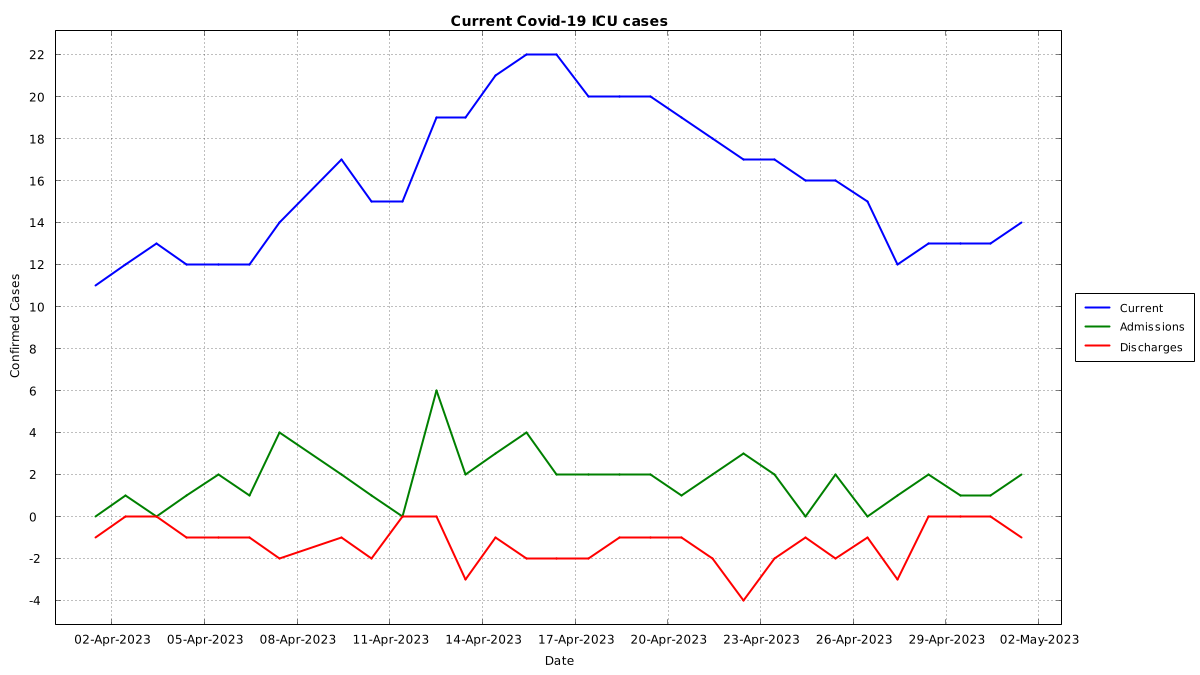 Current Covid-19 ICU cases
22
20
18
16
14
12
10
8
6
4
2
0
-2
-4
Confirmed Cases
02-Apr-2023 05-Apr-2023 08-Apr-2023 11-Apr-2023 14-Apr-2023 17-Apr-2023 20-Apr-2023 23-Apr-2023 26-Apr-2023 29-Apr-2023 02-May-2023
Date
Current
Admissions
Discharges